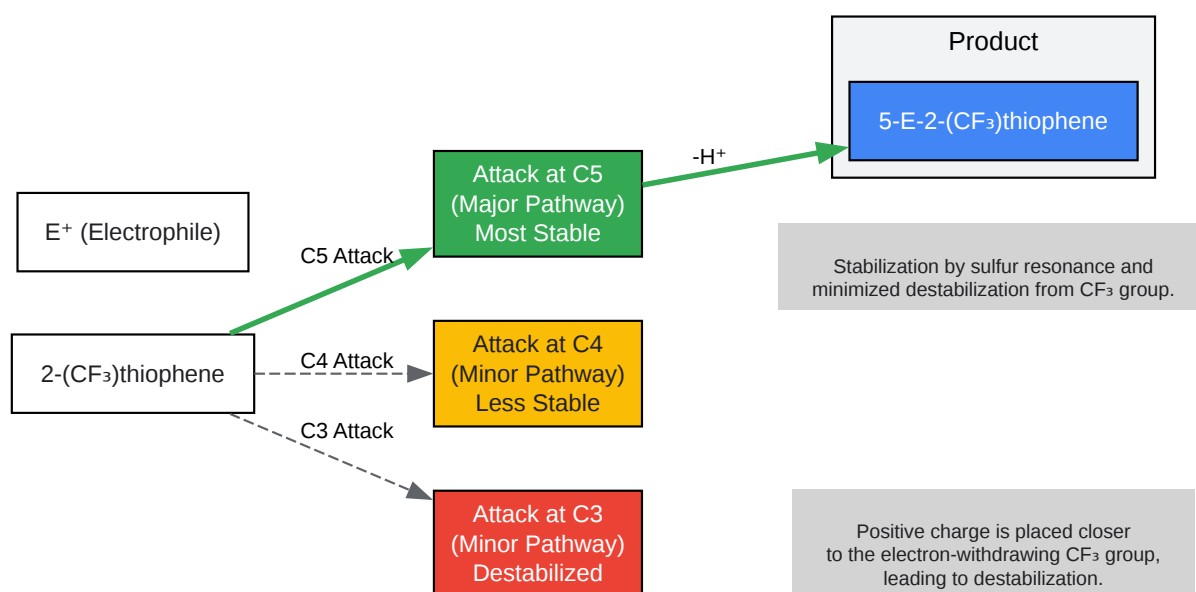 Product
5-E-2-(CF₃)thiophene
-H⁺
Attack at C5
(Major Pathway)
Most Stable
E⁺ (Electrophile)
C5 Attack
Stabilization by sulfur resonance and
minimized destabilization from CF₃ group.
2-(CF₃)thiophene
C4 Attack
Attack at C4
(Minor Pathway)
Less Stable
C3 Attack
Attack at C3
(Minor Pathway)
Destabilized
Positive charge is placed closer
to the electron-withdrawing CF₃ group,
leading to destabilization.